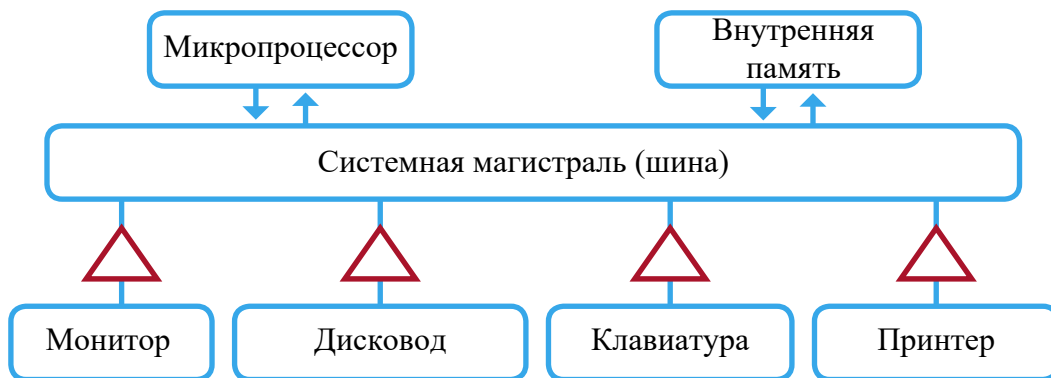 Микропроцессор
Внутренняя
память
Системная магистраль (шина)
Монитор
Дисковод
Клавиатура
Принтер